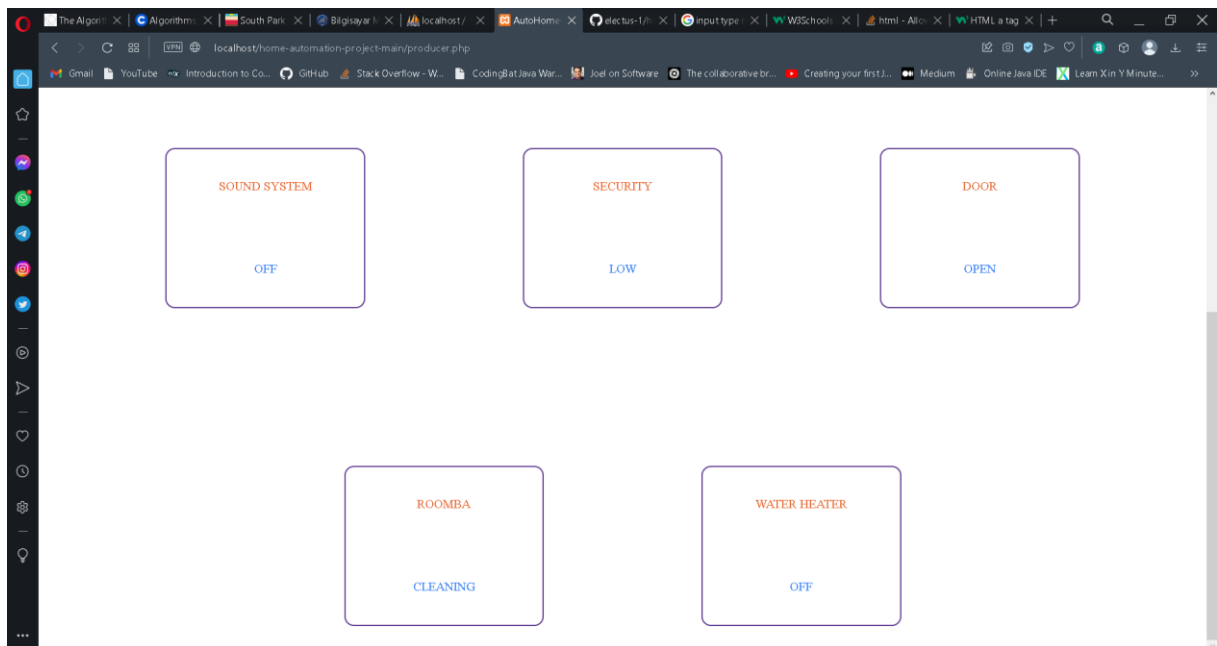 The Algorit
Algorithms
South Park
Bilgisayar M
localhost /
AutoHome
electus-1/h
input type
W3Schools
html - Allov
HTML a tag
VPN
localhost/home-automation-project-main/producer.php
Gmail
YouTube
Introduction to Co...
GitHub
Stack Overflow - W...
CodingBat Java War...
Joel on Software
The collaborative br...
Creating your first J...
Medium
Online Java IDE
Learn X in Y Minute...
SOUND SYSTEM
SECURITY
DOOR
OFF
LOW
OPEN
ROOMBA
WATER HEATER
CLEANING
OFF